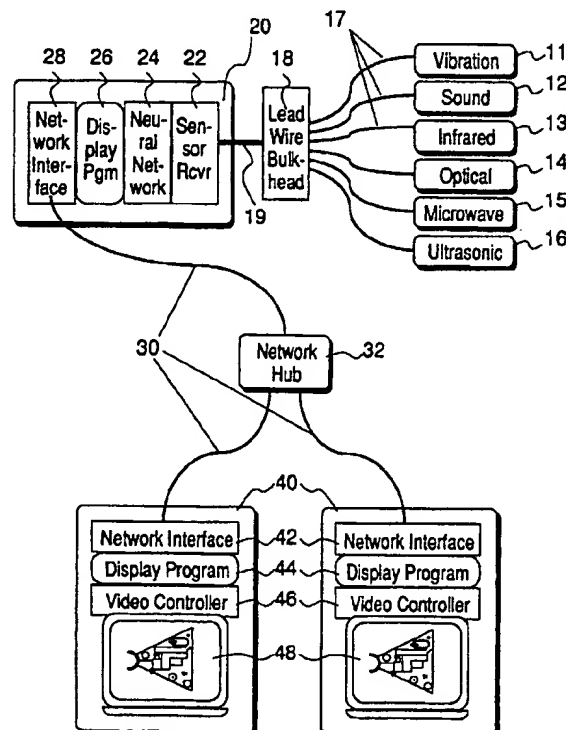 28 26 24 22 20 18 17
Net-
work
Inter-
face
Dis-
play
Pgm
Neu-
ral
Net-
work
Sen-
sor
Rcvr
19
Lead
Wire
Bulk-
head
Vibration 11
Sound 12
Infrared 13
Optical 14
Microwave 15
Ultrasonic 16
30
Network
Hub
32
40
Network Interface 42 Network Interface
Display Program 44 Display Program
Video Controller 46 Video Controller
48